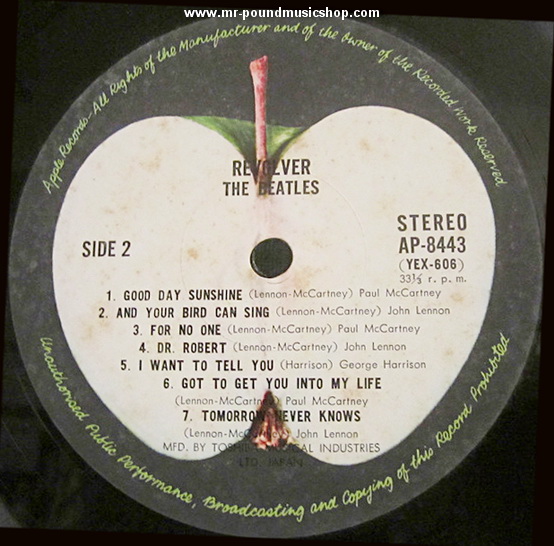 www.mr-poundmusicshop.com
Apple Records-All Rights of the Manufacturer and of the Owner of the Recorded Work Reserved
REVOLVER
THE BEATLES
SIDE 2
STEREO
AP-8443
(YEX-606)
33⅓ r. p. m.
1. GOOD DAY SUNSHINE (Lennon-McCartney) Paul McCartney
2. AND YOUR BIRD CAN SING (Lennon-McCartney) John Lennon
3. FOR NO ONE (Lennon-McCartney) Paul McCartney
4. DR. ROBERT (Lennon-McCartney) John Lennon
5. I WANT TO TELL YOU (Harrison) George Harrison
6. GOT TO GET YOU INTO MY LIFE
(Lennon-McCartney) Paul McCartney
7. TOMORROW NEVER KNOWS
(Lennon-McCartney) John Lennon
MFD. BY TOSHIBA MUSICAL INDUSTRIES
LTD. JAPAN
Unauthorised Public Performance, Broadcasting and Copying of this Record Prohibited